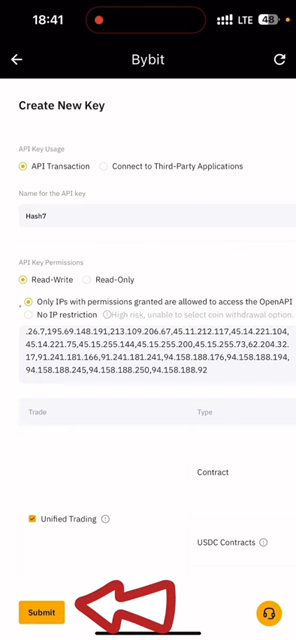 18:41
LTE 48
Bybit
Create New Key
API Key Usage
API Transaction Connect to Third-Party Applications
Name for the API key
Hash7
API Key Permissions
Read-Write Read-Only
Only IPs with permissions granted are allowed to access the OpenAPI
No IP restriction High risk, unable to select coin withdrawal option.
.26.7,195.69.148.191,213.109.206.67,45.11.212.117,45.14.221.104,
45.14.221.75,45.15.255.144,45.15.255.200,45.15.255.73,62.204.32.
17,91.241.181.166,91.241.181.241,94.158.188.176,94.158.188.194,
94.158.188.245,94.158.188.250,94.158.188.92
Trade Type
Contract
Unified Trading
USDC Contracts
Submit